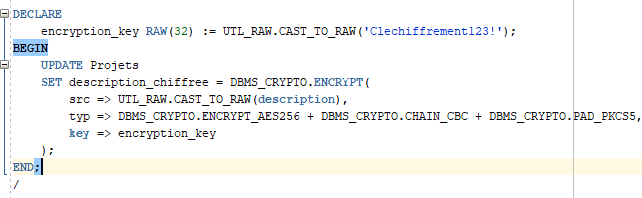 DECLARE
encryption_key RAW(32) := UTL_RAW.CAST_TO_RAW('Clechiffrement123!');
BEGIN
UPDATE Projets
SET description_chiffree = DBMS_CRYPTO.ENCRYPT(
src => UTL_RAW.CAST_TO_RAW(description),
typ => DBMS_CRYPTO.ENCRYPT_AES256 + DBMS_CRYPTO.CHAIN_CBC + DBMS_CRYPTO.PAD_PKCS5,
key => encryption_key
);
END;
/